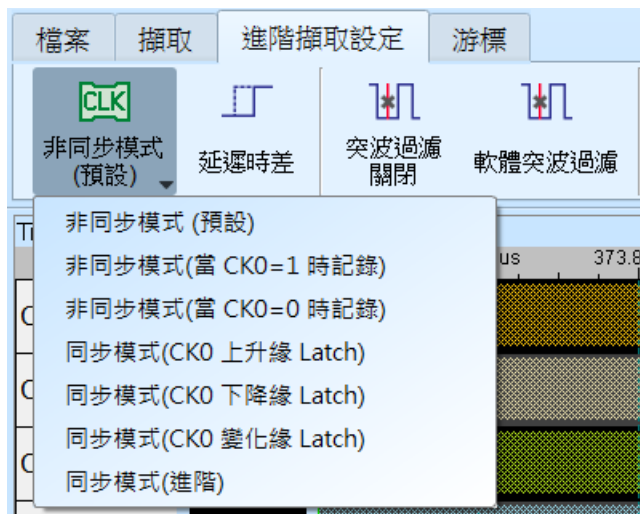 檔案 擷取 進階擷取設定 游標
CLK
非同步模式
(預設)
延遲時差
突波過濾
關閉
軟體突波過濾
非同步模式 (預設)
us 373.8
非同步模式(當 CK0=1 時記錄)
非同步模式(當 CK0=0 時記錄)
同步模式(CK0 上升緣 Latch)
同步模式(CK0 下降緣 Latch)
同步模式(CK0 變化緣 Latch)
同步模式(進階)